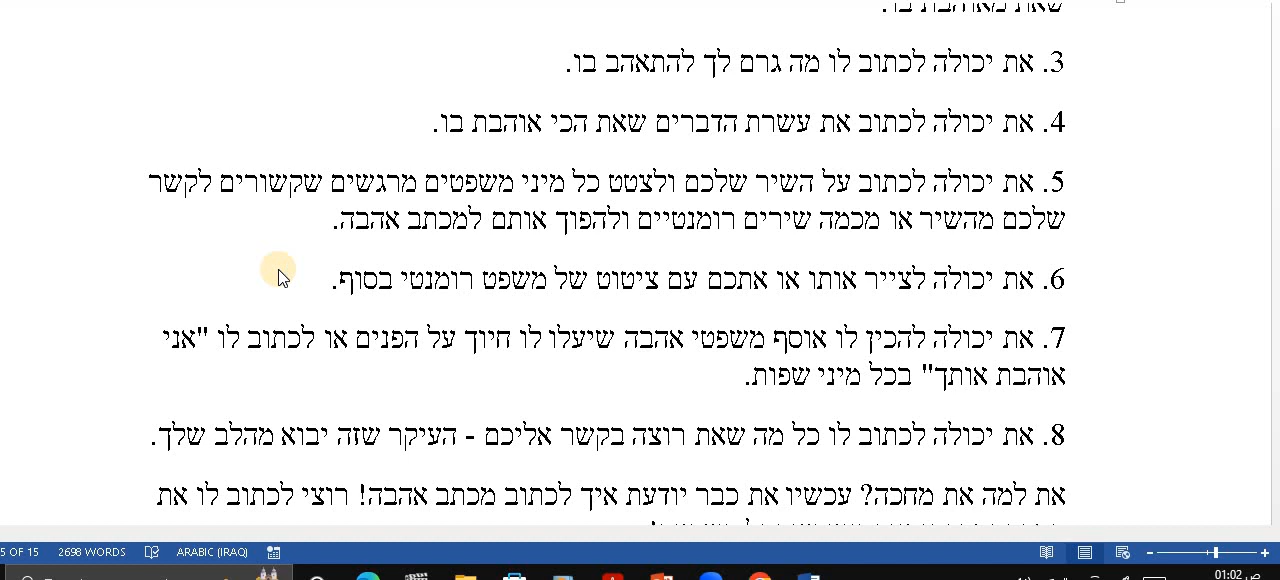 3. את יכולה לכתוב לו מה גרם לך להתאהב בו.
4. את יכולה לכתוב את עשרת הדברים שאת הכי אוהבת בו.
5. את יכולה לכתוב על השיר שלכם ולצטט כל מיני משפטים מרגשים שקשורים לקשר
שלכם מהשיר או מכמה שירים רומנטיים ולהפוך אותם למכתב אהבה.
6. את יכולה לצייר אותו או אתכם עם ציטוט של משפט רומנטי בסוף.
7. את יכולה להכין לו אוסף משפטי אהבה שיעלו לו חיוך על הפנים או לכתוב לו "אני
אוהבת אותך" בכל מיני שפות.
8. את יכולה לכתוב לו כל מה שאת רוצה בקשר אליכם - העיקר שזה יבוא מהלב שלך.
את למה את מחכה? עכשיו את כבר יודעת איך לכתוב מכתב אהבה! רוצי לכתוב לו את
5 OF 15 2698 WORDS ARABIC (IRAQ)
01:02